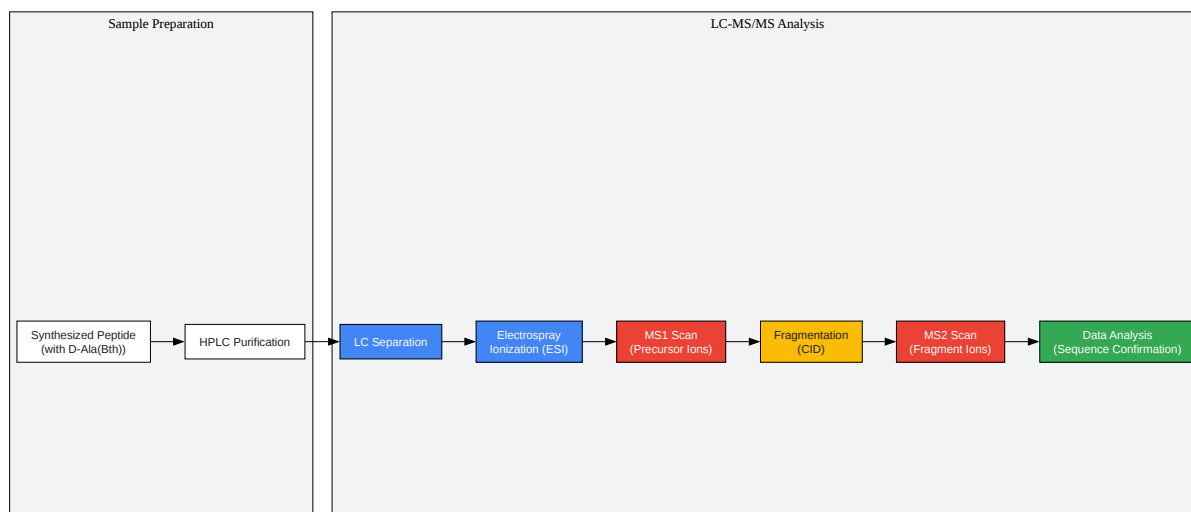 Sample Preparation
LC-MS/MS Analysis
Synthesized Peptide
(with D-Ala(Bth))
HPLC Purification
LC Separation
Electrospray
Ionization (ESI)
MS1 Scan
(Precursor Ions)
Fragmentation
(CID)
MS2 Scan
(Fragment Ions)
Data Analysis
(Sequence Confirmation)